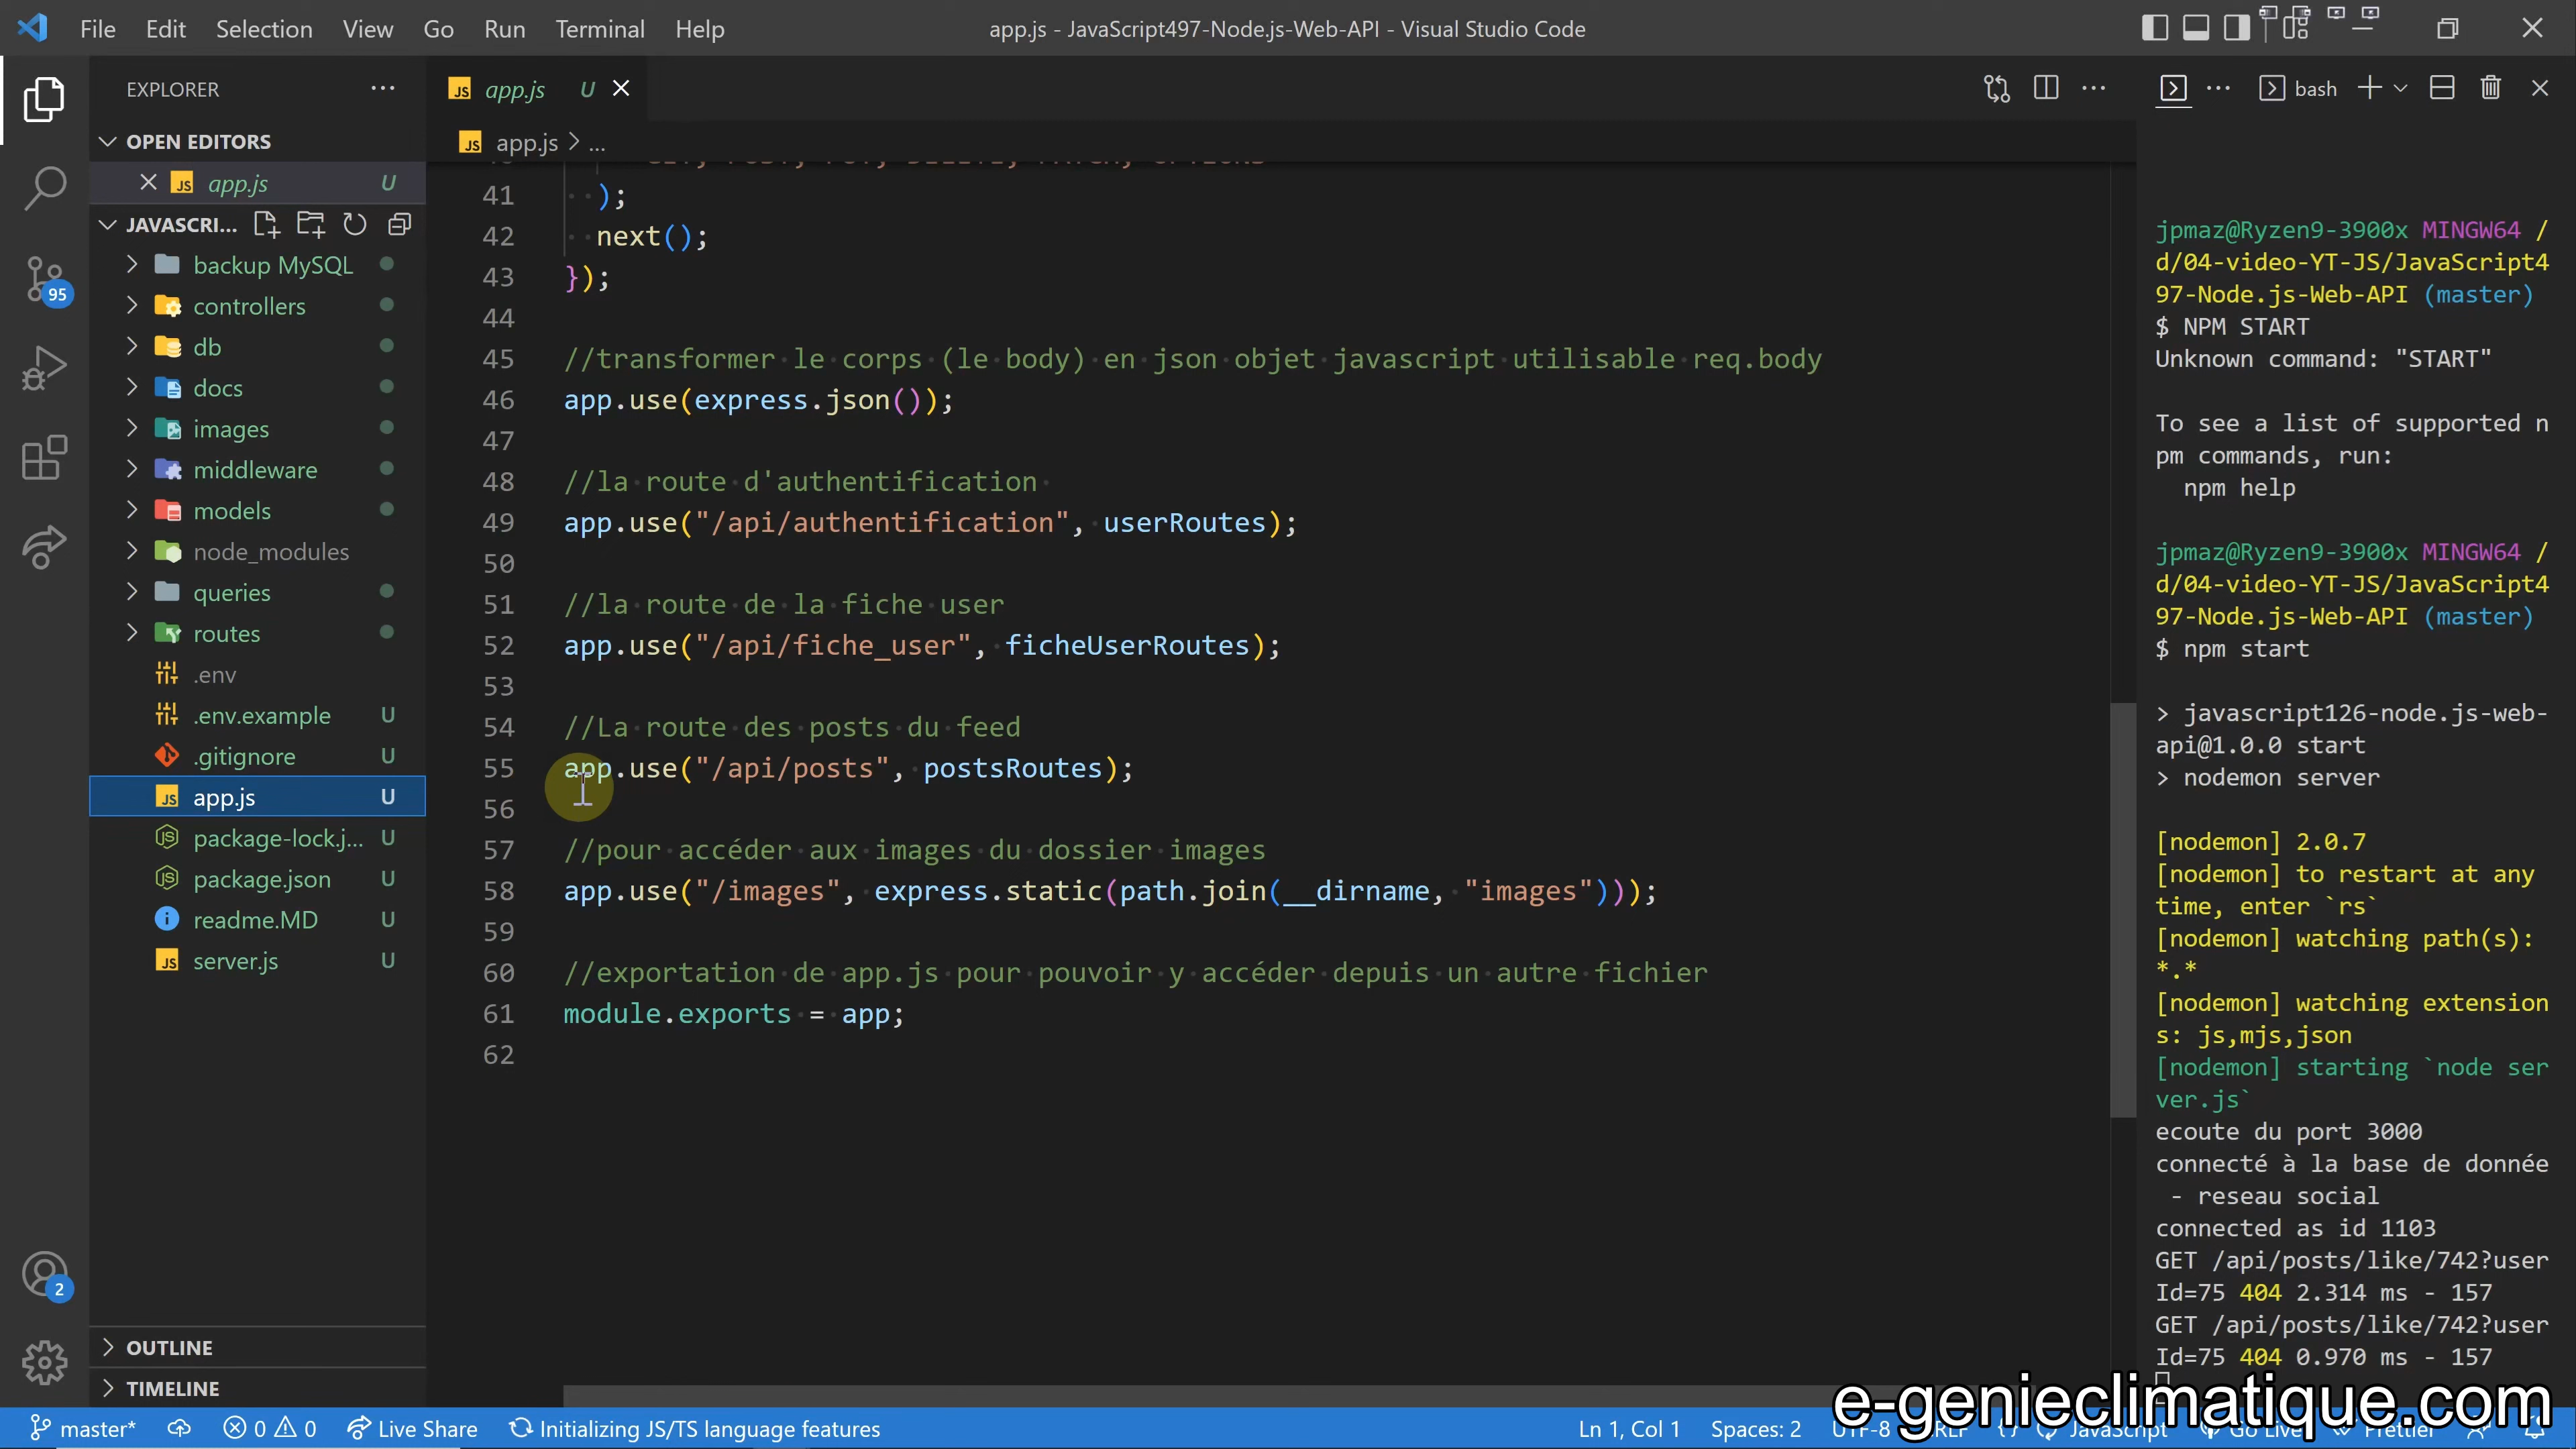 File Edit Selection View Go Run Terminal Help
app.js - JavaScript497-Node.js-Web-API - Visual Studio Code
EXPLORER
OPEN EDITORS
app.js U
JAVASCRI...
backup MySQL
controllers
db
docs
images
middleware
models
node_modules
queries
routes
.env
.env.example U
.gitignore U
app.js U
package-lock.j... U
package.json U
readme.MD U
server.js U
OUTLINE
TIMELINE
95
2
app.js U
app.js > ...
41 );
42 next();
43 });
44
45 //transformer le corps (le body) en json objet javascript utilisable req.body
46 app.use(express.json());
47
48 //la route d'authentification
49 app.use("/api/authentification", userRoutes);
50
51 //la route de la fiche user
52 app.use("/api/fiche_user", ficheUserRoutes);
53
54 //La route des posts du feed
55 app.use("/api/posts", postsRoutes);
56
57 //pour accéder aux images du dossier images
58 app.use("/images", express.static(path.join(__dirname, "images")));
59
60 //exportation de app.js pour pouvoir y accéder depuis un autre fichier
61 module.exports = app;
62
bash
jpmaz@Ryzen9-3900x MINGW64 /
d/04-video-YT-JS/JavaScript4
97-Node.js-Web-API (master)
$ NPM START
Unknown command: "START"
To see a list of supported n
pm commands, run:
npm help
jpmaz@Ryzen9-3900x MINGW64 /
d/04-video-YT-JS/JavaScript4
97-Node.js-Web-API (master)
$ npm start
> javascript126-node.js-web-
api@1.0.0 start
> nodemon server
[nodemon] 2.0.7
[nodemon] to restart at any
time, enter `rs`
[nodemon] watching path(s):
*.*
[nodemon] watching extension
s: js,mjs,json
[nodemon] starting `node ser
ver.js`
ecoute du port 3000
connecté à la base de donnée
- reseau social
connected as id 1103
GET /api/posts/like/742?user
Id=75 404 2.314 ms - 157
GET /api/posts/like/742?user
Id=75 404 0.970 ms - 157
e-genieclimatique.com
master* 0 0 Live Share Initializing JS/TS language features
Ln 1, Col 1 Spaces: 2 UTF-8 JavaScript Go Live Prettier